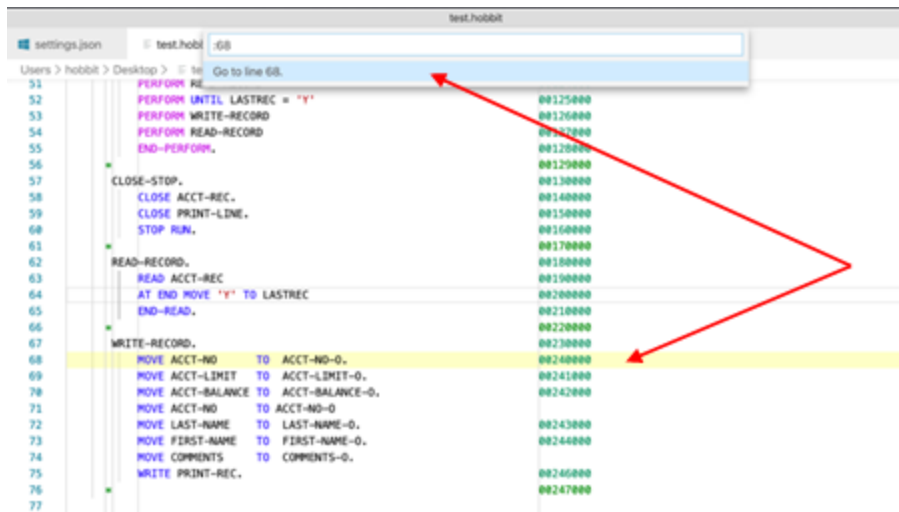 test.hobbit
settings.json test.hobl :68
Users > hobbit > Desktop > te Go to line 68.
51 PERFORM RE
52 PERFORM UNTIL LASTREC = 'Y' 00125000
53 PERFORM WRITE-RECORD 00126000
54 PERFORM READ-RECORD 00127000
55 END-PERFORM. 00128000
56 * 00129000
57 CLOSE-STOP. 00130000
58 CLOSE ACCT-REC. 00140000
59 CLOSE PRINT-LINE. 00150000
60 STOP RUN. 00160000
61 * 00170000
62 READ-RECORD. 00180000
63 READ ACCT-REC 00190000
64 AT END MOVE 'Y' TO LASTREC 00200000
65 END-READ. 00210000
66 * 00220000
67 WRITE-RECORD. 00230000
68 MOVE ACCT-NO TO ACCT-NO-O. 00240000
69 MOVE ACCT-LIMIT TO ACCT-LIMIT-O. 00241000
70 MOVE ACCT-BALANCE TO ACCT-BALANCE-O. 00242000
71 MOVE ACCT-NO TO ACCT-NO-O
72 MOVE LAST-NAME TO LAST-NAME-O. 00243000
73 MOVE FIRST-NAME TO FIRST-NAME-O. 00244000
74 MOVE COMMENTS TO COMMENTS-O.
75 WRITE PRINT-REC. 00246000
76 * 00247000
77